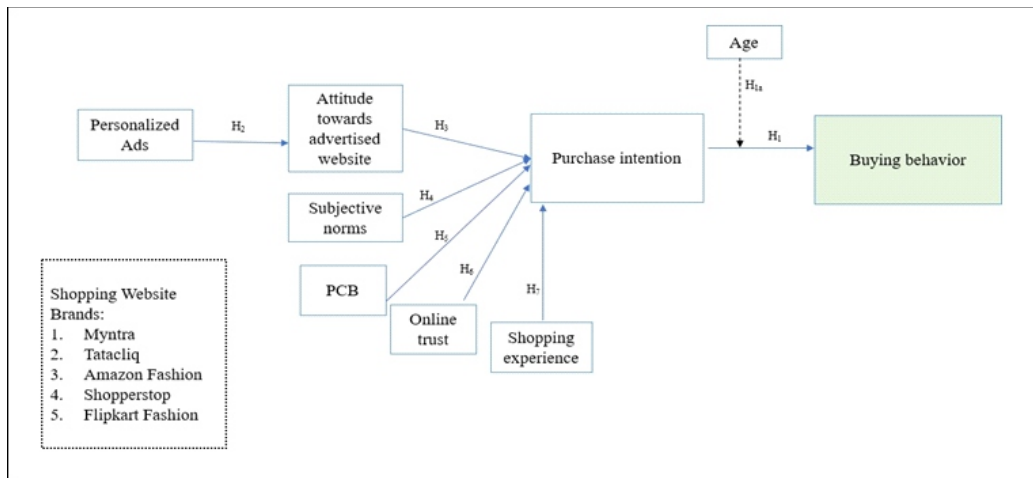 Age
H1a
Personalized
Ads
H2
Attitude
towards
advertised
website
H3
Purchase intention
H1
Buying behavior
Subjective
norms
H4
PCB
H5
Online
trust
H6
Shopping
experience
H7
Shopping Website
Brands:
1. Myntra
2. Tatacliq
3. Amazon Fashion
4. Shopperstop
5. Flipkart Fashion